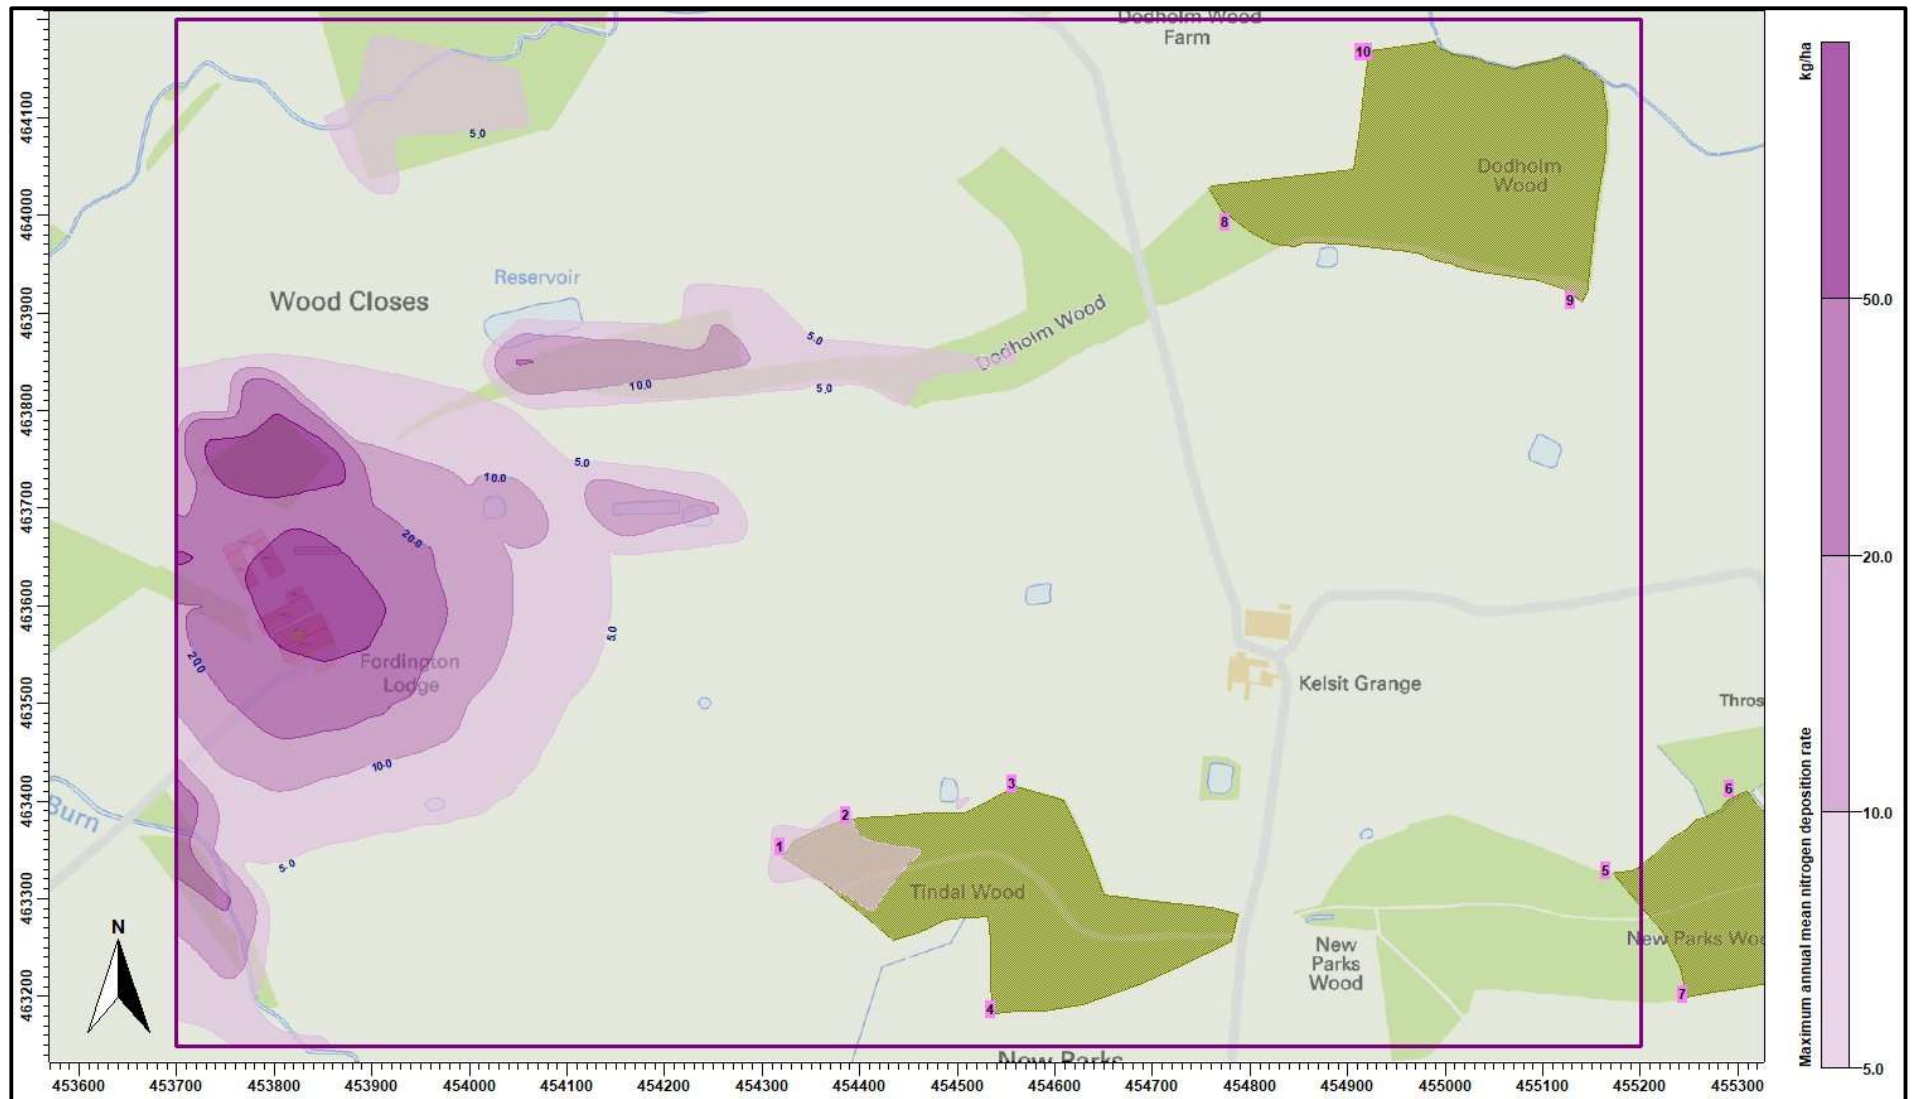 Dodholm Wood
Farm
10
kg/ha
464100
5.0
Dodholm
Wood
464000
8
Reservoir
Wood Closes
463900
9
50.0
Dodholm Wood
5.0
10.0
5.0
463800
5.0
10.0
463700
20.0
20.0
463600
5.0
20.0
Fordington
Lodge
Kelsit Grange
463500
Thros
10.0
3
6
463400
Burn
2
10.0
1
5.0
5
463300
Tindal Wood
N
New
Parks
Wood
New Parks Woo
463200
4
7
New Parks
Maximum annual mean nitrogen deposition rate
5.0
453600 453700 453800 453900 454000 454100 454200 454300 454400 454500 454600 454700 454800 454900 455000 455100 455200 455300